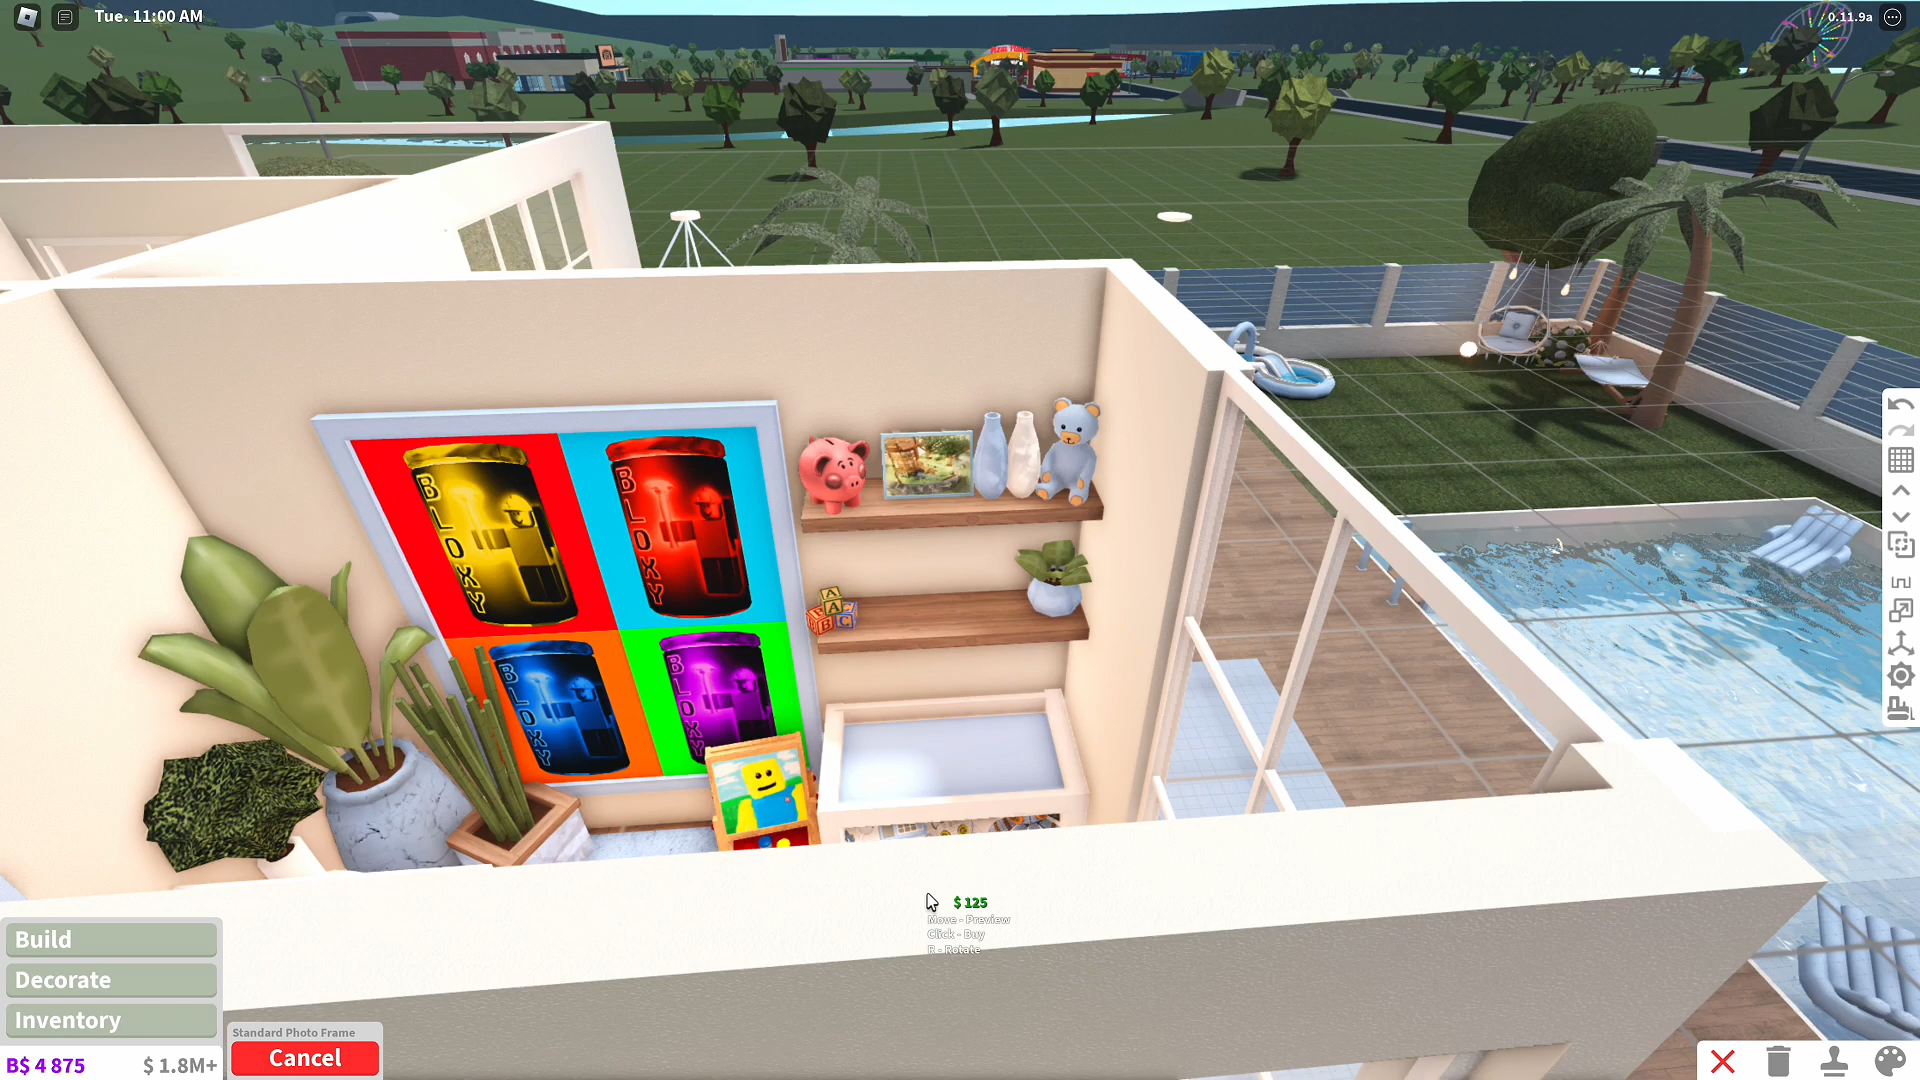 Tue. 11:00 AM
0.11.9a
BLOXY
BLOXY
BLOXY
BLOXY
A
A
B C
$ 125
Move - Preview
Click - Buy
R - Rotate
Build
Decorate
Inventory
B$ 4 875
$ 1.8M+
Standard Photo Frame
Cancel